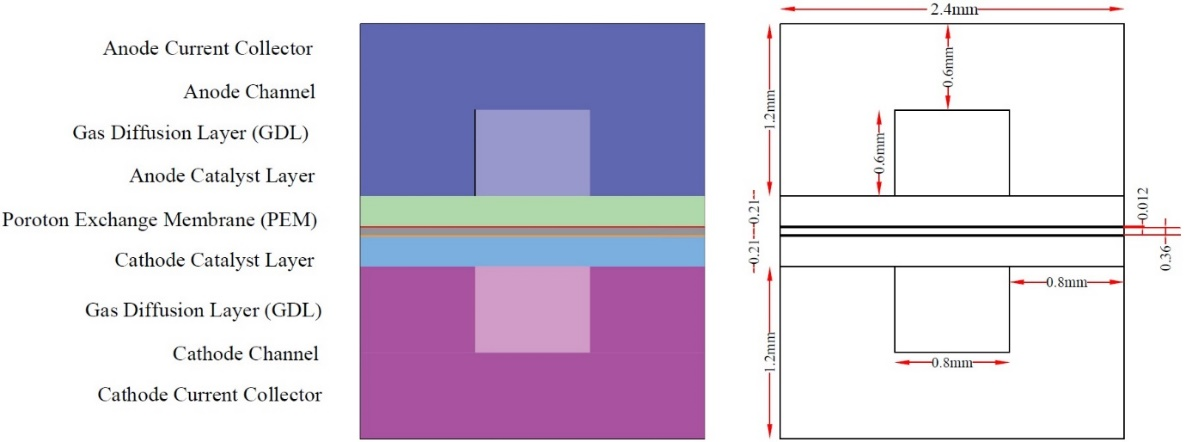 Anode Current Collector
Anode Channel
Gas Diffusion Layer (GDL)
Anode Catalyst Layer
Poroton Exchange Membrane (PEM)
Cathode Catalyst Layer
Gas Diffusion Layer (GDL)
Cathode Channel
Cathode Current Collector
2.4mm
0.6mm
1.2mm
0.6mm
0.21
0.012
0.21
0.36
0.8mm
1.2mm
0.8mm